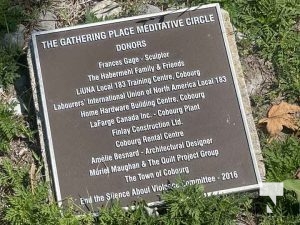 THE GATHERING PLACE MEDITATIVE CIRCLE
DONORS
Frances Gage - Sculptor
The Haberment Family & Friends
LiUNA Local 183 Training Centre, Cobourg
Labourers' International Union of North America Local 183
Home Hardware Building Centre, Cobourg
LaFarge Canada Inc. - Cobourg Plant
Finlay Construction Ltd.
Cobourg Rental Centre
Amélie Besnard - Architectural Designer
Muriel Maughan & The Quilt Project Group
The Town of Cobourg
End the Silence About Violence Committee - 2016